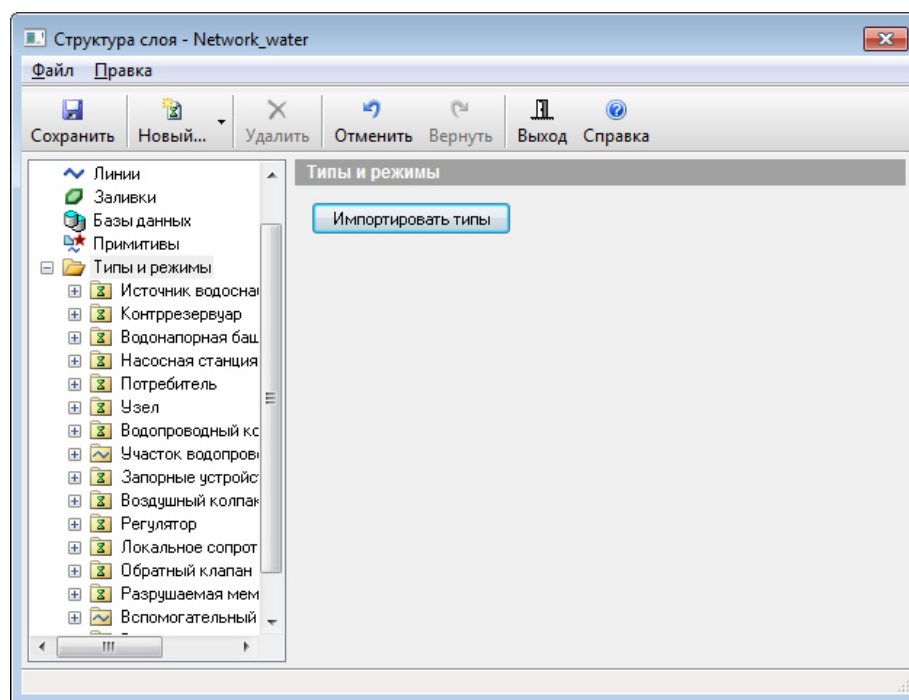 Структура слоя - Network_water
Файл Правка
Сохранить Новый... Удалить Отменить Вернуть Выход Справка
Линии
Заливки
Базы данных
Примитивы
Типы и режимы
Источник водосна
Контррезервуар
Водонапорная баш
Насосная станция
Потребитель
Узел
Водопроводный ко
Участок водопров
Запорные устройс
Воздушный колпак
Регулятор
Локальное сопрот
Обратный клапан
Разрушаемая мем
Вспомогательный
Типы и режимы
Импортировать типы